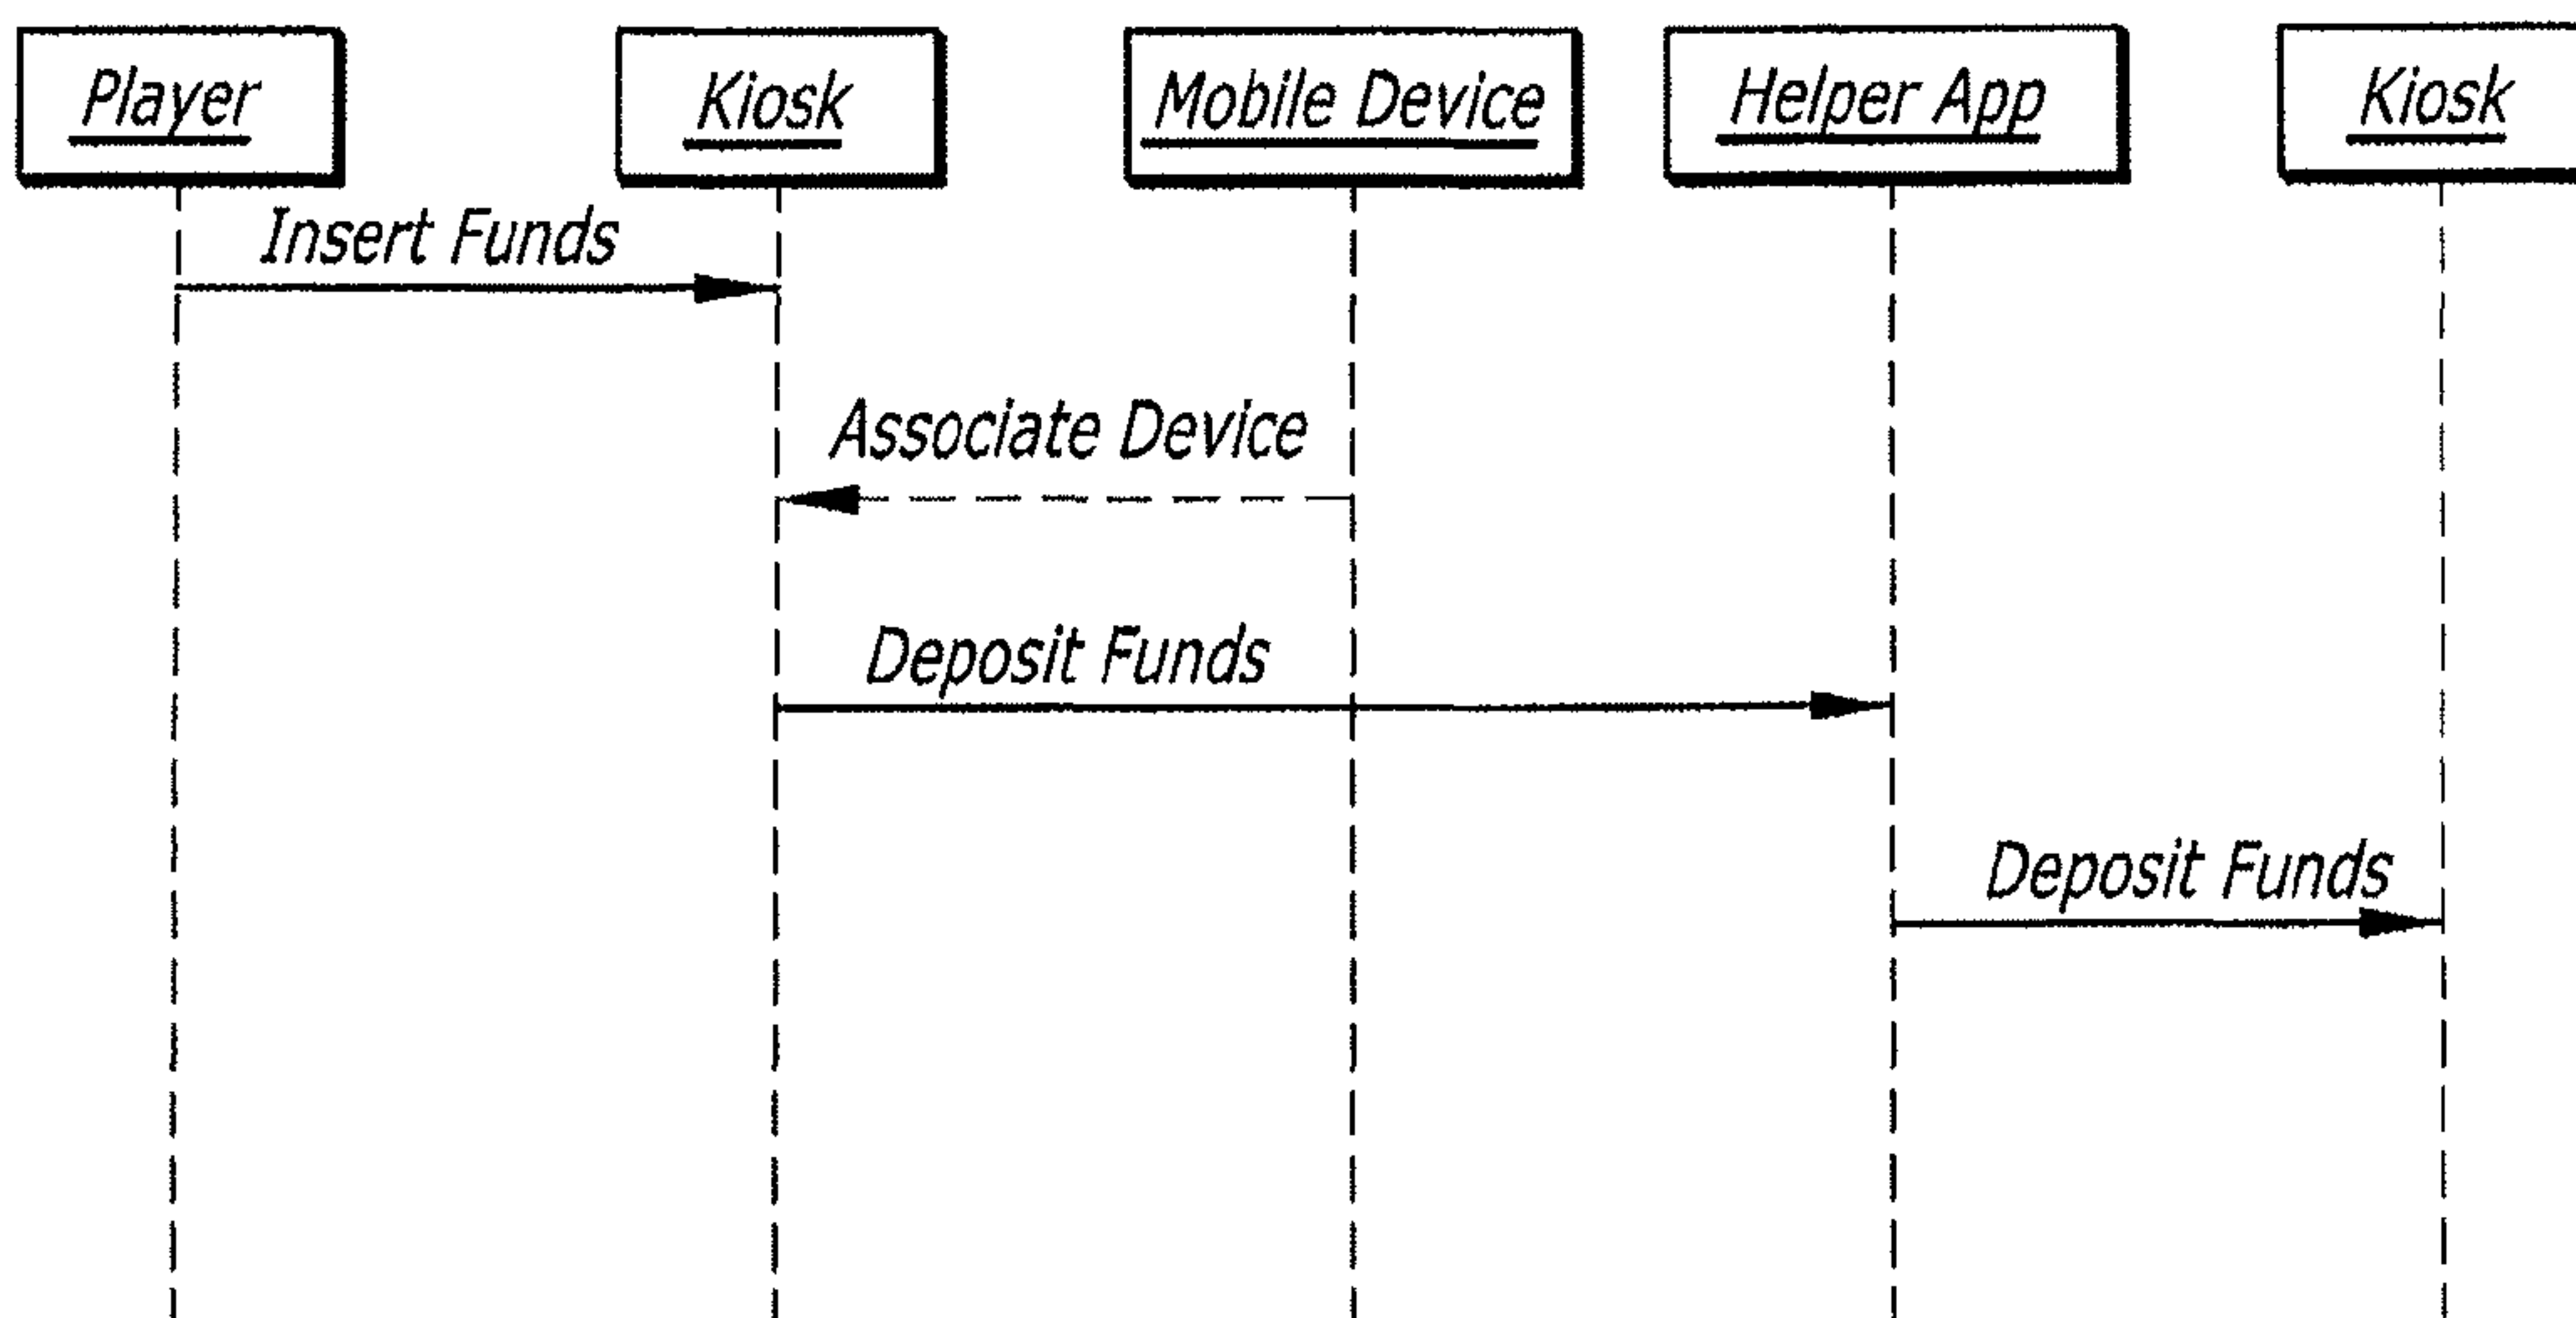 Player
Kiosk
Mobile Device
Helper App
Kiosk
Insert Funds
Associate Device
Deposit Funds
Deposit Funds